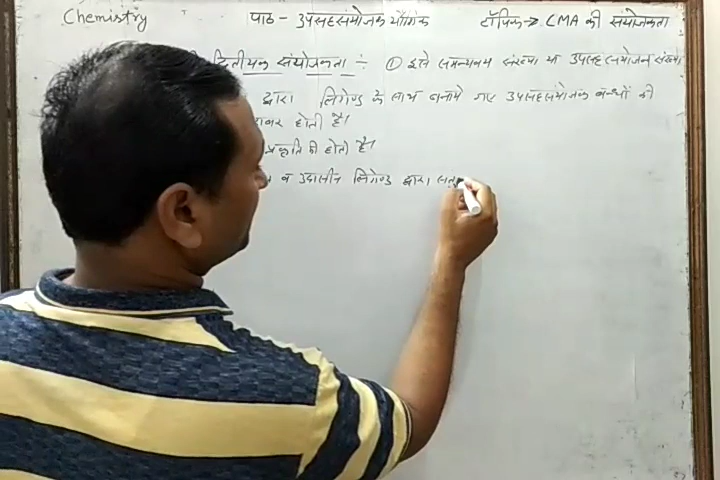 Chemistry पाठ - उपसहसंयोजक यौगिक टॉपिक → CMA की संयोजकता
द्वितीयक संयोजकता ÷ ① इसे समन्वयन संख्या या उपसहसंयोजन संख्या
द्वारा लिगेण्ड के साथ बनाये गए उपसहसंयोजक बन्धों की
बराबर होती है।
प्रकृति की होती है।
व उदासीन लिगेण्ड द्वारा